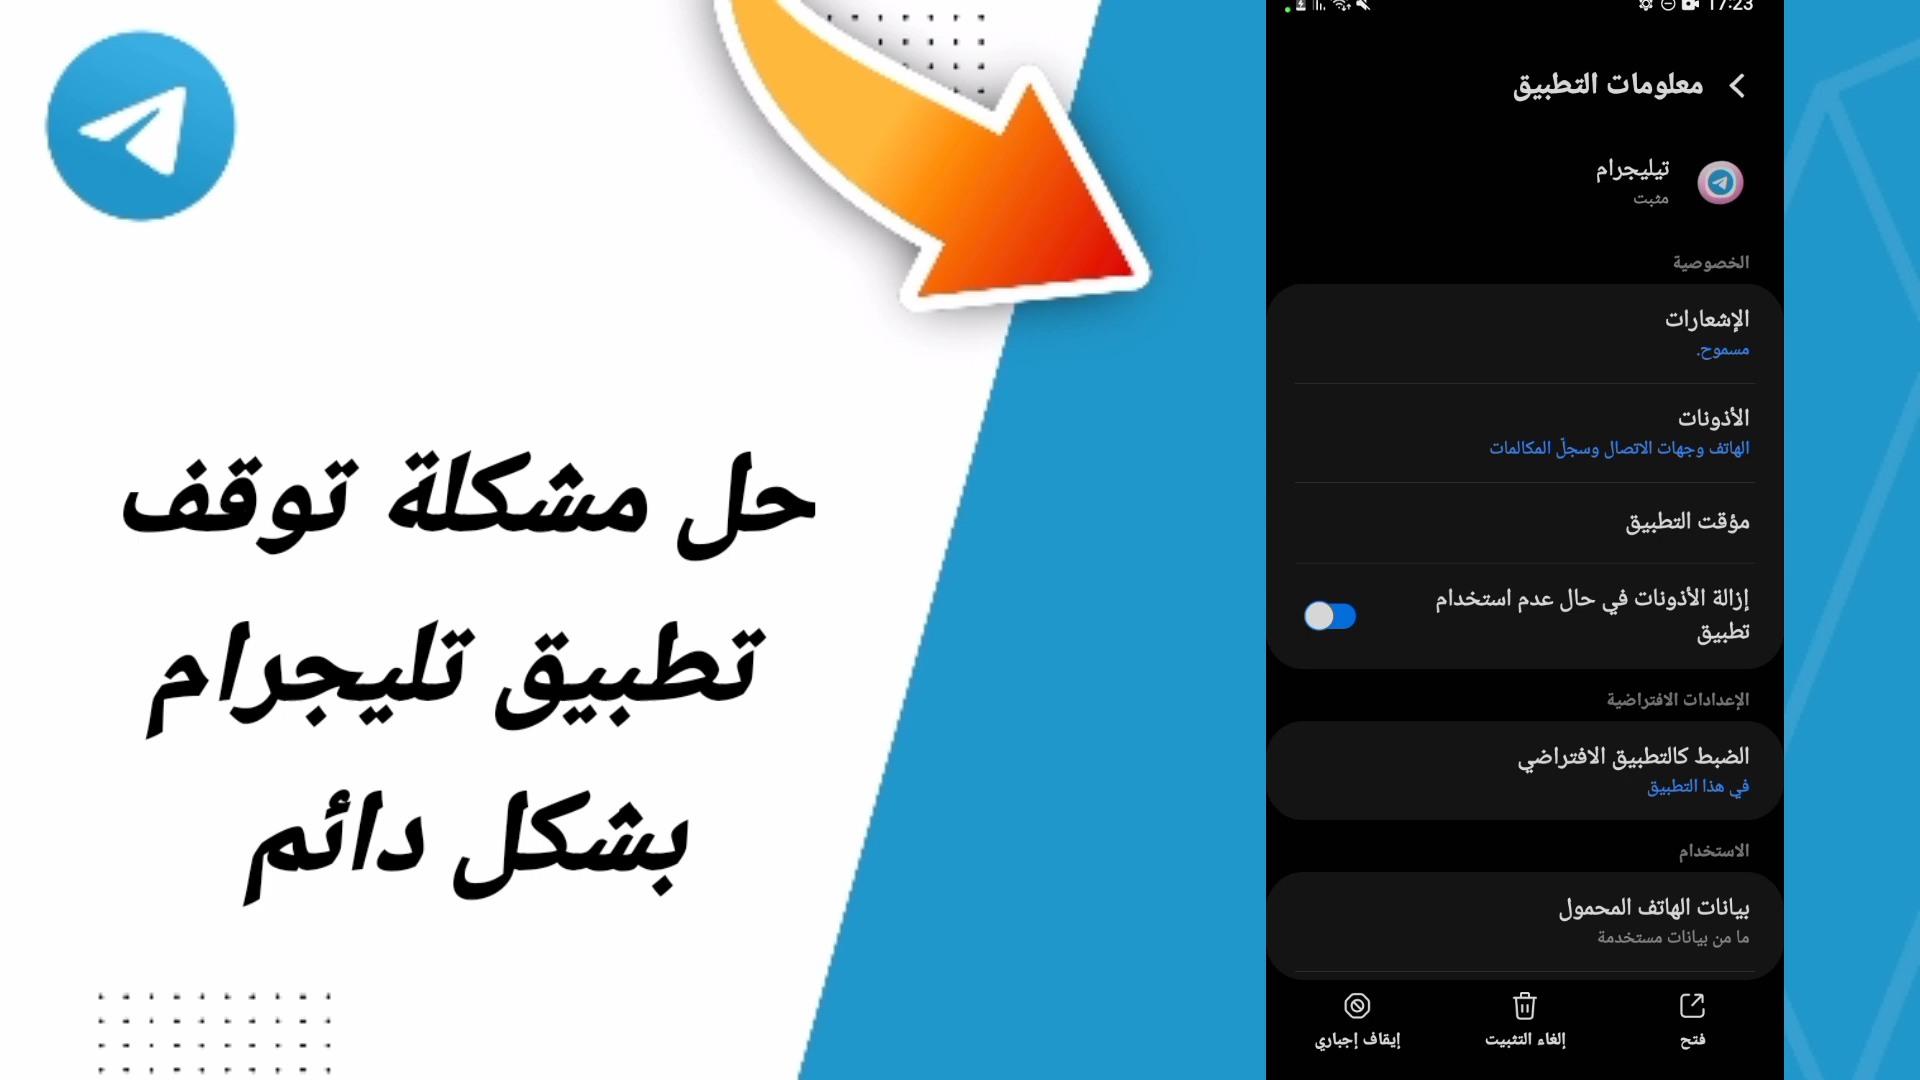 حل مشكلة توقف
تطبيق تليجرام
بشكل دائم
17:23
معلومات التطبيق
تيليجرام
مثبت
الخصوصية
الإشعارات
مسموح.
الأذونات
الهاتف وجهات الاتصال وسجلّ المكالمات
مؤقت التطبيق
إزالة الأذونات في حال عدم استخدام
تطبيق
الإعدادات الافتراضية
الضبط كالتطبيق الافتراضي
في هذا التطبيق
الاستخدام
بيانات الهاتف المحمول
ما من بيانات مستخدمة
فتح
إلغاء التثبيت
إيقاف إجباري